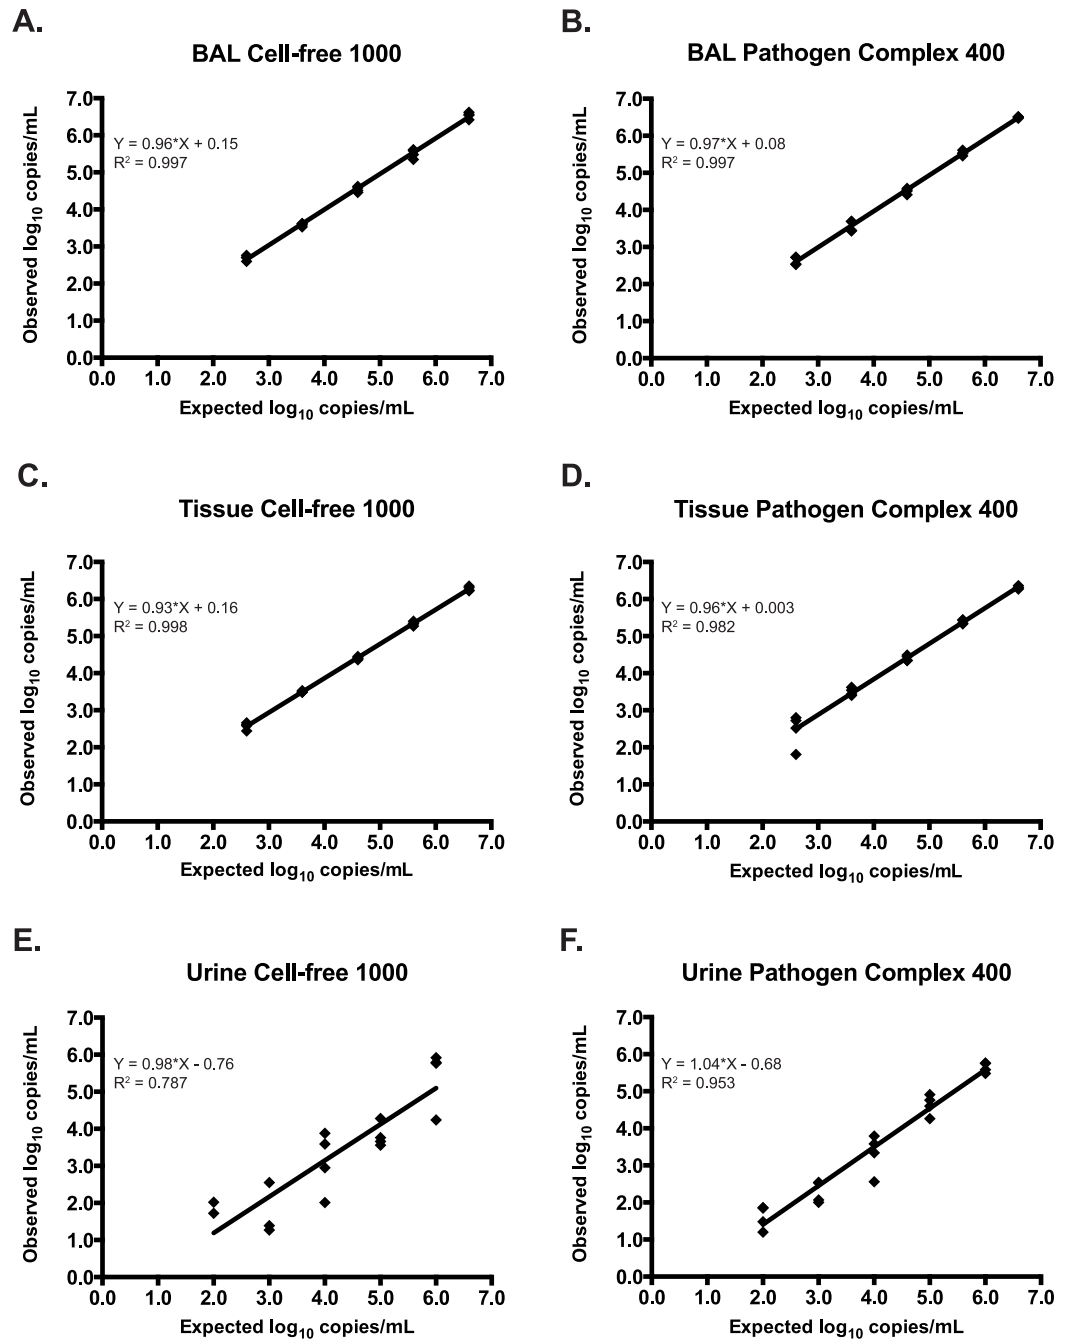 A.
BAL Cell-free 1000
Observed log10 copies/mL
7.0
6.0
5.0
4.0
3.0
2.0
1.0
0.0
Y = 0.96*X + 0.15
R² = 0.997
0.0 1.0 2.0 3.0 4.0 5.0 6.0 7.0
Expected log10 copies/mL
B.
BAL Pathogen Complex 400
Observed log10 copies/mL
7.0
6.0
5.0
4.0
3.0
2.0
1.0
0.0
Y = 0.97*X + 0.08
R² = 0.997
0.0 1.0 2.0 3.0 4.0 5.0 6.0 7.0
Expected log10 copies/mL
C.
Tissue Cell-free 1000
Observed log10 copies/mL
7.0
6.0
5.0
4.0
3.0
2.0
1.0
0.0
Y = 0.93*X + 0.16
R² = 0.998
0.0 1.0 2.0 3.0 4.0 5.0 6.0 7.0
Expected log10 copies/mL
D.
Tissue Pathogen Complex 400
Observed log10 copies/mL
7.0
6.0
5.0
4.0
3.0
2.0
1.0
0.0
Y = 0.96*X + 0.003
R² = 0.982
0.0 1.0 2.0 3.0 4.0 5.0 6.0 7.0
Expected log10 copies/mL
E.
Urine Cell-free 1000
Observed log10 copies/mL
7.0
6.0
5.0
4.0
3.0
2.0
1.0
0.0
Y = 0.98*X - 0.76
R² = 0.787
0.0 1.0 2.0 3.0 4.0 5.0 6.0 7.0
Expected log10 copies/mL
F.
Urine Pathogen Complex 400
Observed log10 copies/mL
7.0
6.0
5.0
4.0
3.0
2.0
1.0
0.0
Y = 1.04*X - 0.68
R² = 0.953
0.0 1.0 2.0 3.0 4.0 5.0 6.0 7.0
Expected log10 copies/mL